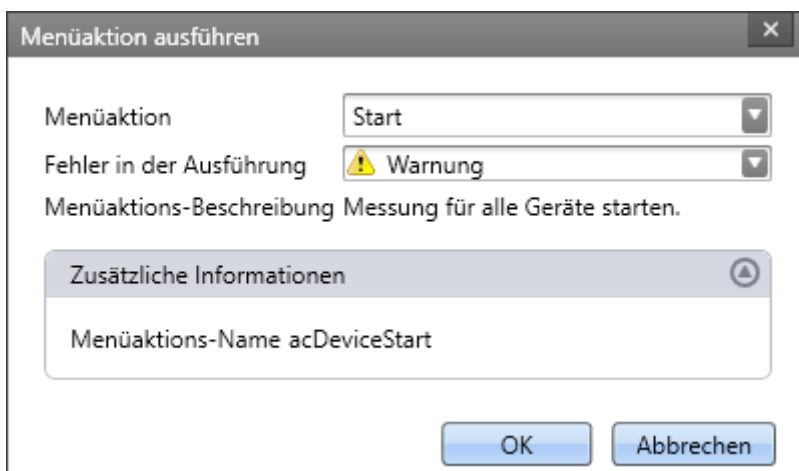 Menüaktion ausführen
Menüaktion Start
Fehler in der Ausführung Warnung
Menüaktions-Beschreibung Messung für alle Geräte starten.
Zusätzliche Informationen
Menüaktions-Name acDeviceStart
OK Abbrechen